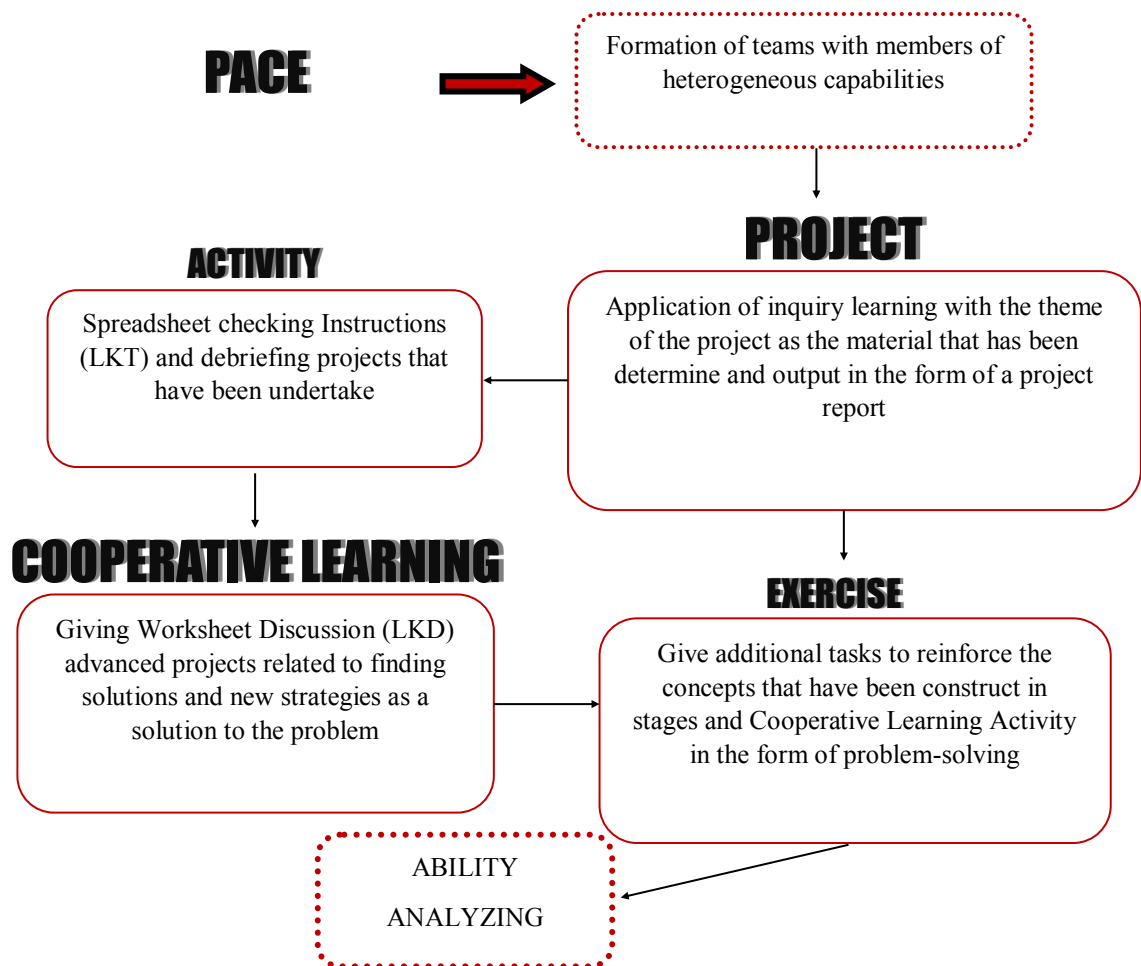 PACE
Formation of teams with members of
heterogeneous capabilities
PROJECT
Application of inquiry learning with the theme
of the project as the material that has been
determine and output in the form of a project
report
ACTIVITY
Spreadsheet checking Instructions
(LKT) and debriefing projects that
have been undertake
COOPERATIVE LEARNING
Giving Worksheet Discussion (LKD)
advanced projects related to finding
solutions and new strategies as a
solution to the problem
EXERCISE
Give additional tasks to reinforce the
concepts that have been construct in
stages and Cooperative Learning Activity
in the form of problem-solving
ABILITY
ANALYZING